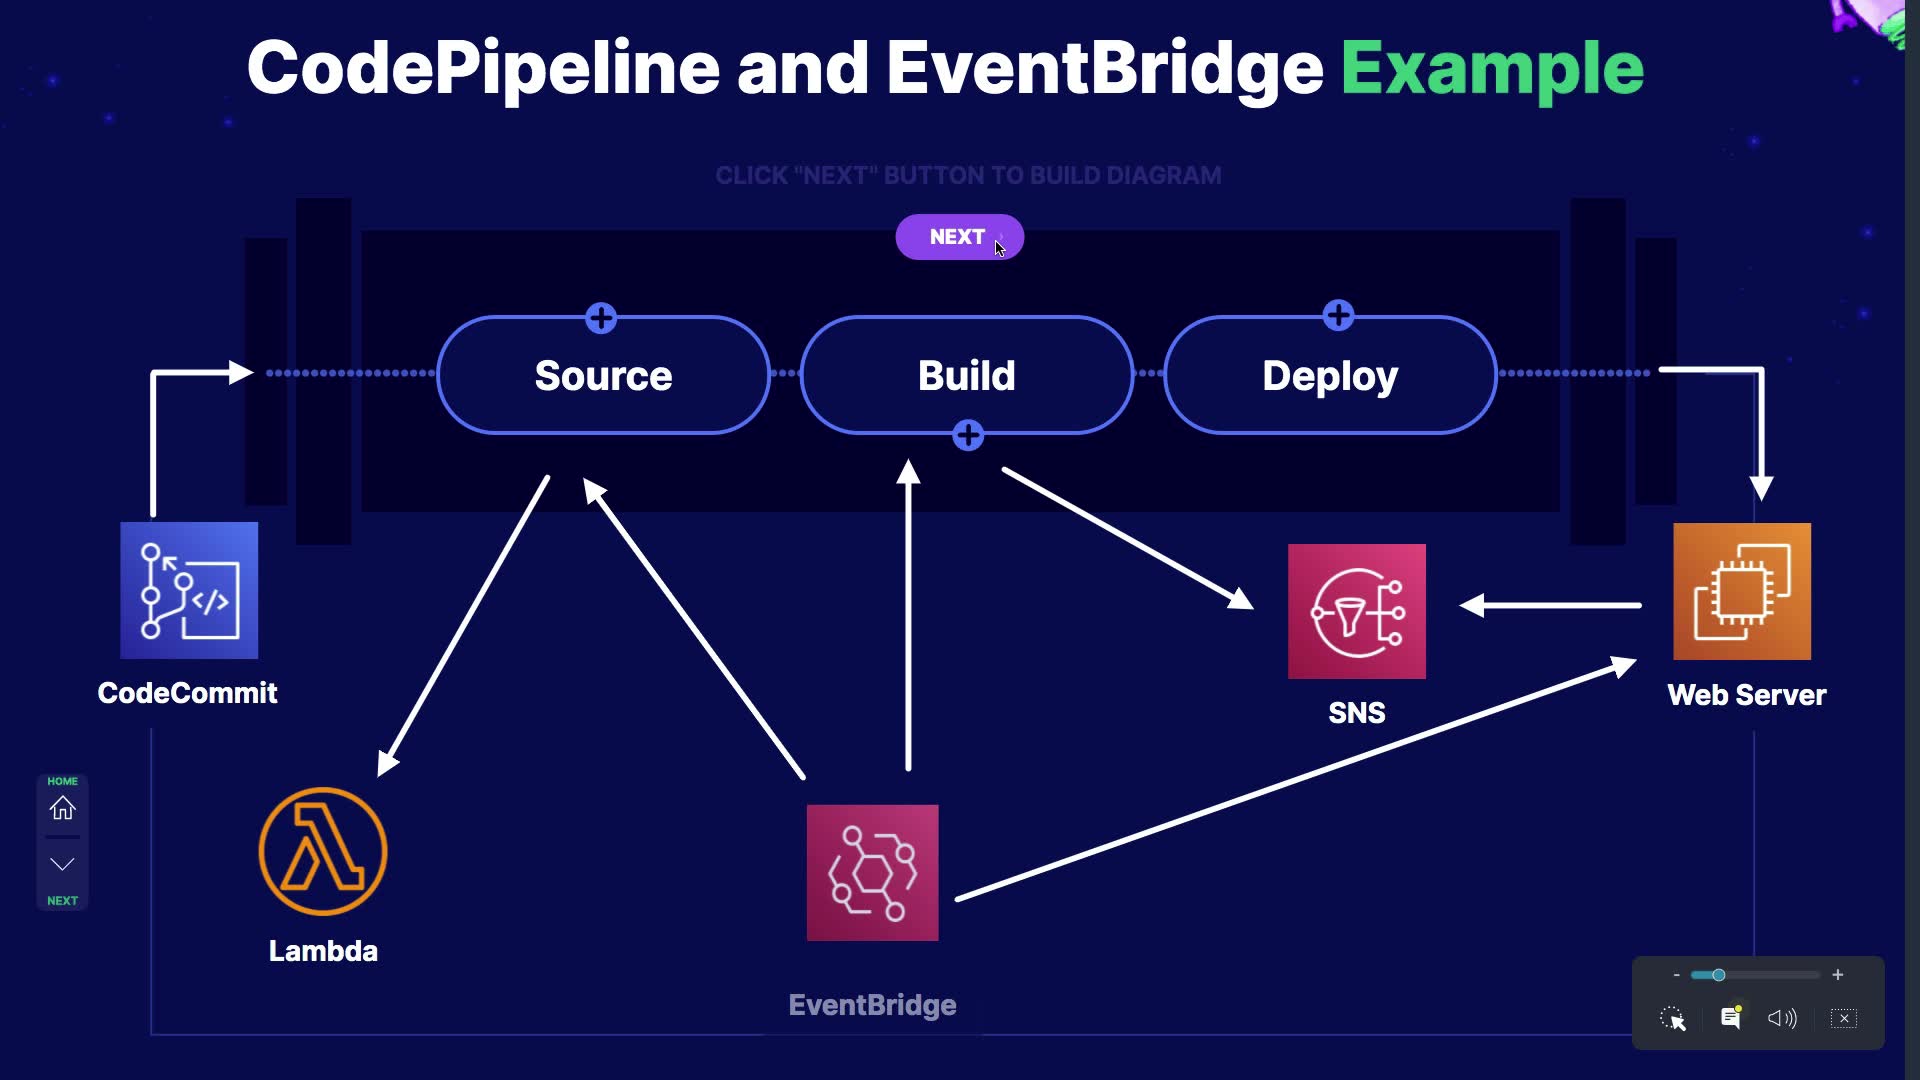 CodePipeline and EventBridge Example
CLICK "NEXT" BUTTON TO BUILD DIAGRAM
NEXT
Source
Build
Deploy
CodeCommit
SNS
Web Server
HOME
NEXT
Lambda
EventBridge